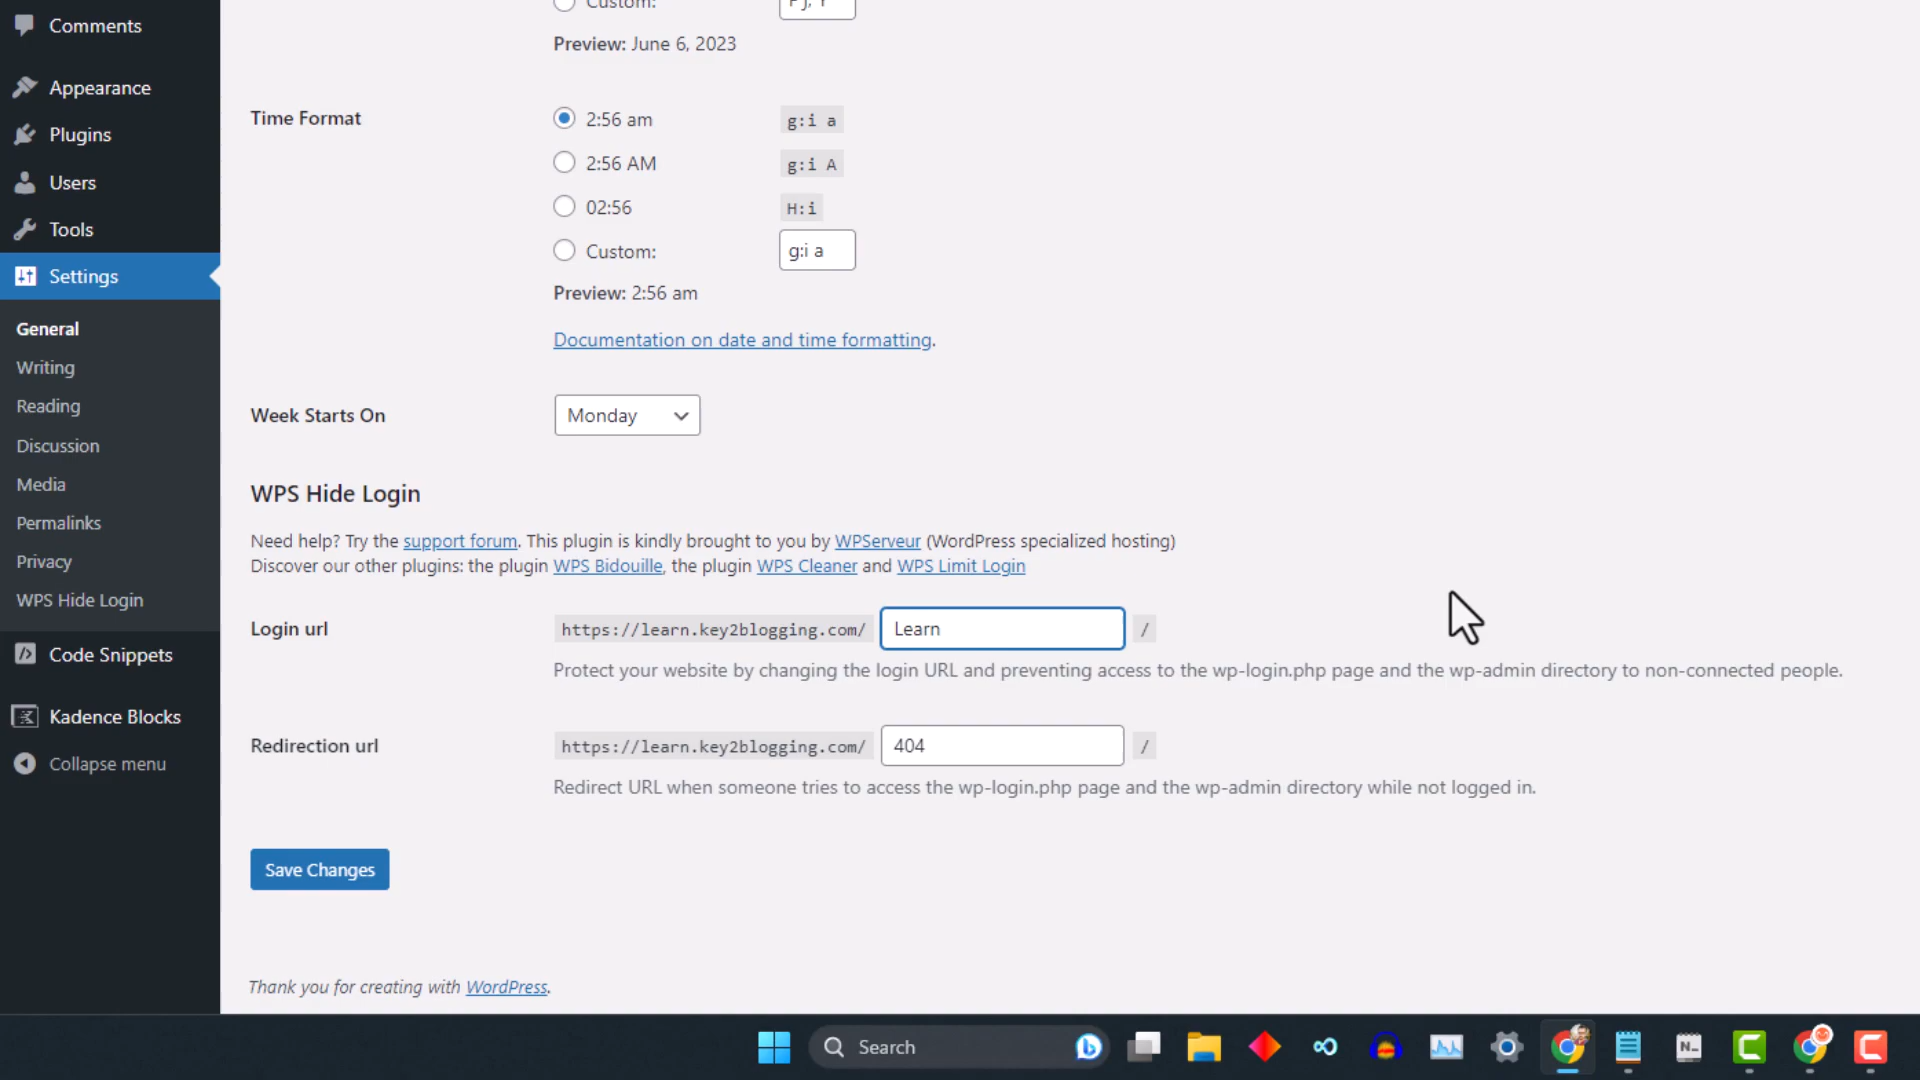 Comments
Appearance
Plugins
Users
Tools
Settings
General
Writing
Reading
Discussion
Media
Permalinks
Privacy
WPS Hide Login
Code Snippets
Kadence Blocks
Collapse menu
Custom:
Preview: June 6, 2023
Time Format
2:56 am g:i a
2:56 AM g:i A
02:56 H:i
Custom: g:i a
Preview: 2:56 am
Documentation on date and time formatting.
Week Starts On Monday
WPS Hide Login
Need help? Try the support forum. This plugin is kindly brought to you by WPServeur (WordPress specialized hosting)
Discover our other plugins: the plugin WPS Bidouille, the plugin WPS Cleaner and WPS Limit Login
Login url https://learn.key2blogging.com/ Learn /
Protect your website by changing the login URL and preventing access to the wp-login.php page and the wp-admin directory to non-connected people.
Redirection url https://learn.key2blogging.com/ 404 /
Redirect URL when someone tries to access the wp-login.php page and the wp-admin directory while not logged in.
Save Changes
Thank you for creating with WordPress.
Search